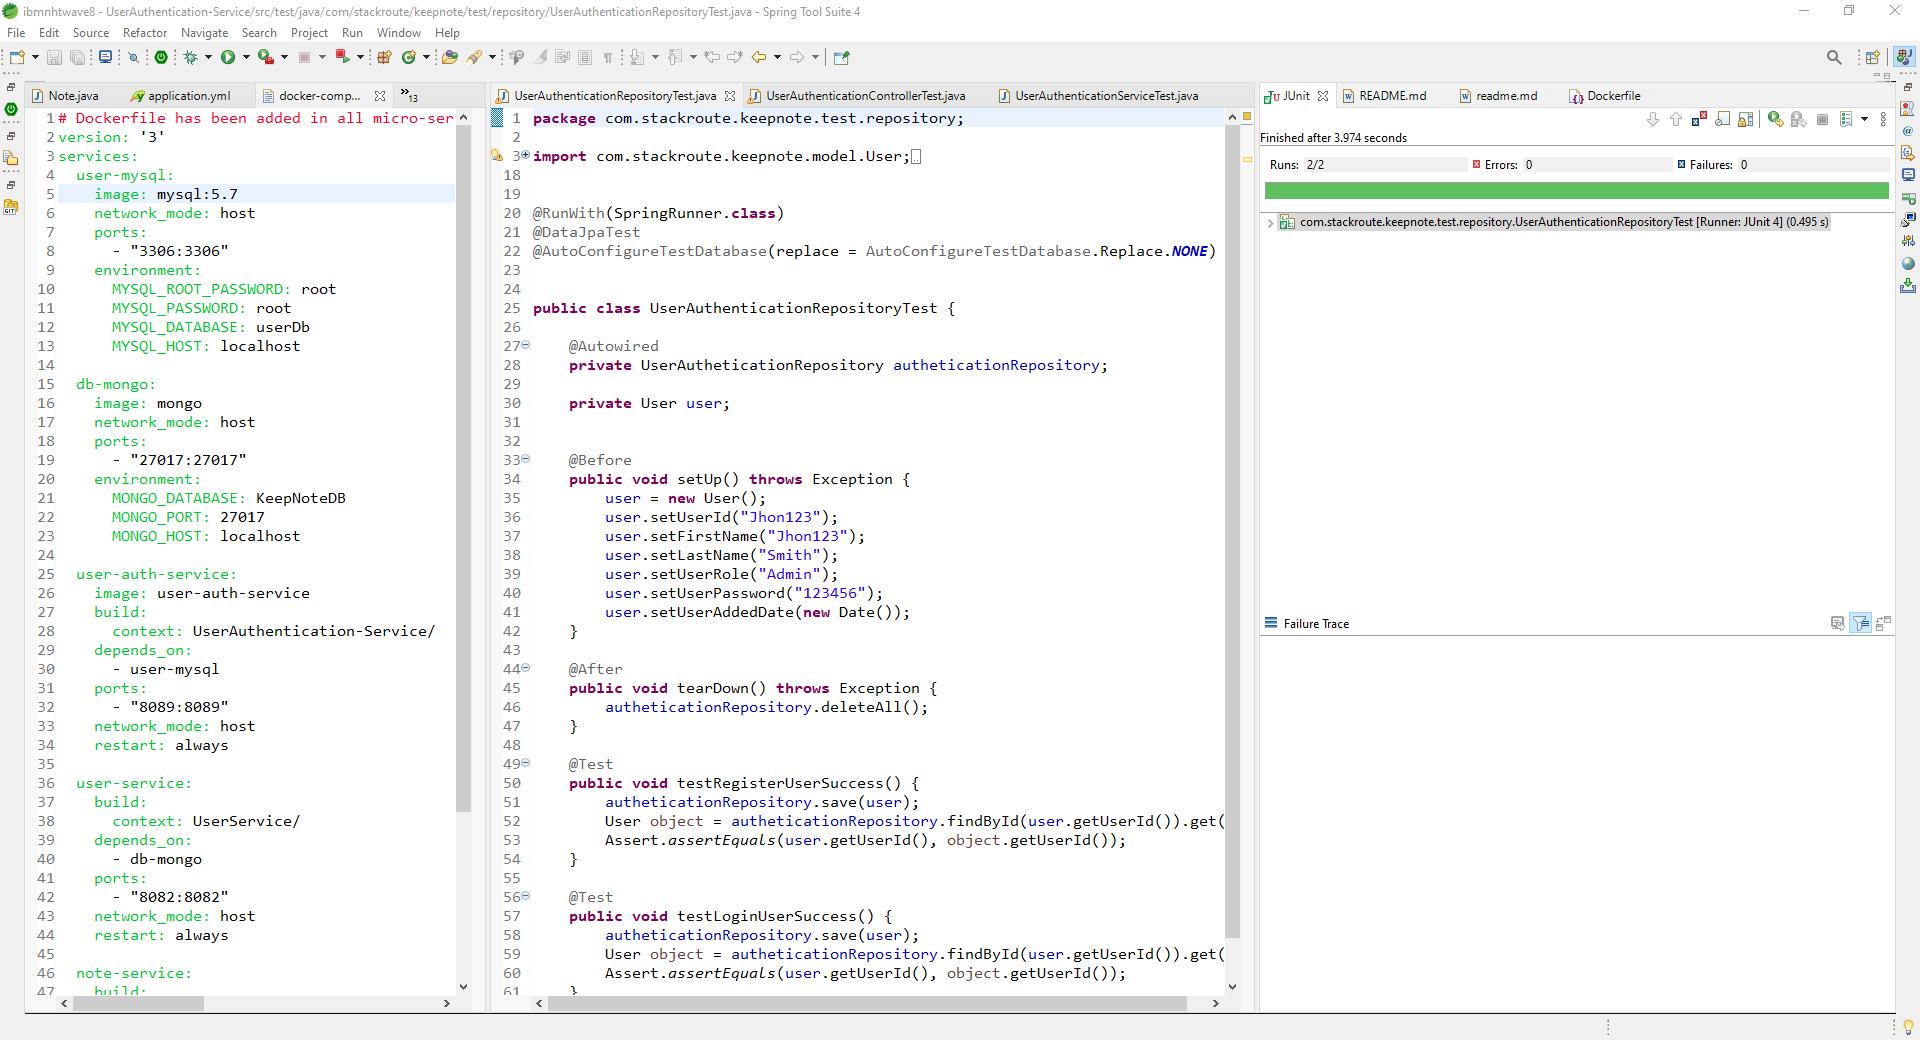 ibmnhtwave8 - UserAuthentication-Service/src/test/java/com/stackroute/keepnote/test/repository/UserAuthenticationRepositoryTest.java - Spring Tool Suite 4
File Edit Source Refactor Navigate Search Project Run Window Help
Note.java application.yml docker-comp... 13
1 # Dockerfile has been added in all micro-ser
2 version: '3'
3 services:
4 user-mysql:
5 image: mysql:5.7
6 network_mode: host
7 ports:
8 - "3306:3306"
9 environment:
10 MYSQL_ROOT_PASSWORD: root
11 MYSQL_PASSWORD: root
12 MYSQL_DATABASE: userDb
13 MYSQL_HOST: localhost
14
15 db-mongo:
16 image: mongo
17 network_mode: host
18 ports:
19 - "27017:27017"
20 environment:
21 MONGO_DATABASE: KeepNoteDB
22 MONGO_PORT: 27017
23 MONGO_HOST: localhost
24
25 user-auth-service:
26 image: user-auth-service
27 build:
28 context: UserAuthentication-Service/
29 depends_on:
30 - user-mysql
31 ports:
32 - "8089:8089"
33 network_mode: host
34 restart: always
35
36 user-service:
37 build:
38 context: UserService/
39 depends_on:
40 - db-mongo
41 ports:
42 - "8082:8082"
43 network_mode: host
44 restart: always
45
46 note-service:
47 build:
UserAuthenticationRepositoryTest.java UserAuthenticationControllerTest.java UserAuthenticationServiceTest.java
1 package com.stackroute.keepnote.test.repository;
2
3 import com.stackroute.keepnote.model.User;
18
19
20 @RunWith(SpringRunner.class)
21 @DataJpaTest
22 @AutoConfigureTestDatabase(replace = AutoConfigureTestDatabase.Replace.NONE)
23
24
25 public class UserAuthenticationRepositoryTest {
26
27 @Autowired
28 private UserAutheticationRepository autheticationRepository;
29
30 private User user;
31
32
33 @Before
34 public void setUp() throws Exception {
35 user = new User();
36 user.setUserId("Jhon123");
37 user.setFirstName("Jhon123");
38 user.setLastName("Smith");
39 user.setUserRole("Admin");
40 user.setUserPassword("123456");
41 user.setUserAddedDate(new Date());
42 }
43
44 @After
45 public void tearDown() throws Exception {
46 autheticationRepository.deleteAll();
47 }
48
49 @Test
50 public void testRegisterUserSuccess() {
51 autheticationRepository.save(user);
52 User object = autheticationRepository.findById(user.getUserId()).get(
53 Assert.assertEquals(user.getUserId(), object.getUserId());
54 }
55
56 @Test
57 public void testLoginUserSuccess() {
58 autheticationRepository.save(user);
59 User object = autheticationRepository.findById(user.getUserId()).get(
60 Assert.assertEquals(user.getUserId(), object.getUserId());
61 }
JUnit README.md readme.md Dockerfile
Finished after 3.974 seconds
Runs: 2/2 Errors: 0 Failures: 0
com.stackroute.keepnote.test.repository.UserAuthenticationRepositoryTest [Runner: JUnit 4] (0.495 s)
Failure Trace